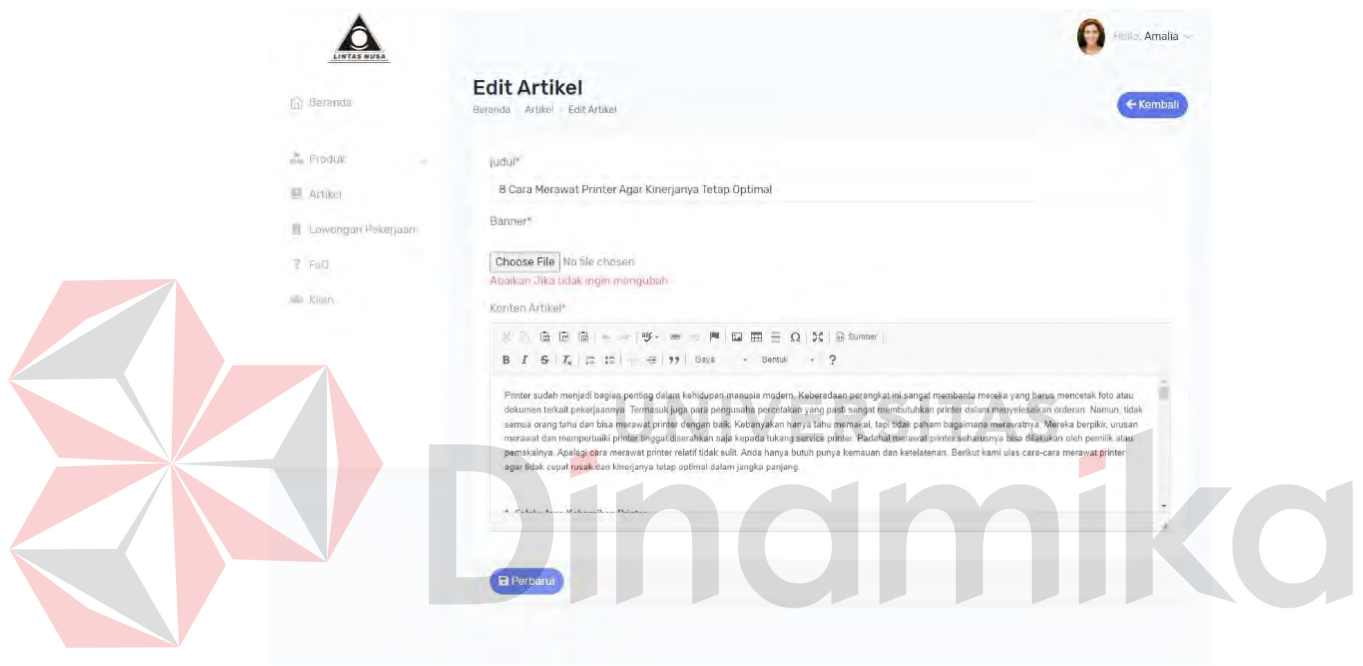 LINTAS NUSA
Hello, Amalia
Edit Artikel
Beranda Artikel Edit Artikel
← Kembali
Beranda
Produk
Artikel
Lowongan Pekerjaan
FaQ
Klien
judul*
8 Cara Merawat Printer Agar Kinerjanya Tetap Optimal
Banner*
Choose File No file chosen
Abaikan Jika tidak ingin mengubah
Konten Artikel*
Sumber
B I S Gaya Bentuk ?
Printer sudah menjadi bagian penting dalam kehidupan manusia modern. Keberadaan perangkat ini sangat membantu mereka yang harus mencetak foto atau
dokumen terkait pekerjaannya. Termasuk juga para pengusaha percetakan yang pasti sangat membutuhkan printer dalam menyelesaikan orderan. Namun, tidak
semua orang tahu dan bisa merawat printer dengan baik. Kebanyakan hanya tahu memakai, tapi tidak paham bagaimana merawatnya. Mereka berpikir, urusan
merawat dan memperbaiki printer tinggal diserahkan saja kepada tukang service printer. Padahal merawat printer seharusnya bisa dilakukan oleh pemilik atau
pemakainya. Apalagi cara merawat printer relatif tidak sulit. Anda hanya butuh punya kemauan dan ketelatenan. Berikut kami ulas cara-cara merawat printer
agar tidak cepat rusak dan kinerjanya tetap optimal dalam jangka panjang.
Perbarui
UNIVERSITAS
Dinamika